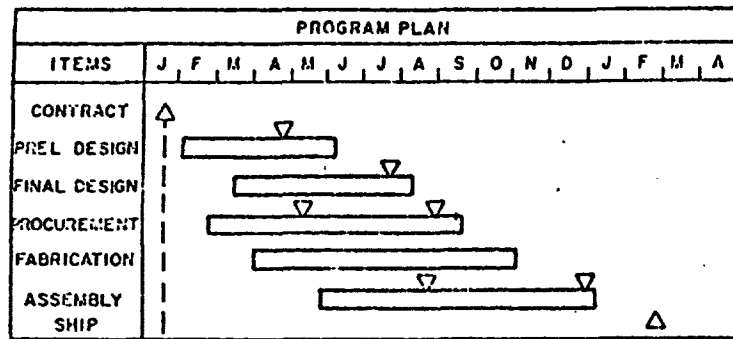 PROGRAM PLAN
ITEMS J F M A M J J A S O N D J F M A
CONTRACT
PREL DESIGN
FINAL DESIGN
PROCUREMENT
FABRICATION
ASSEMBLY
SHIP